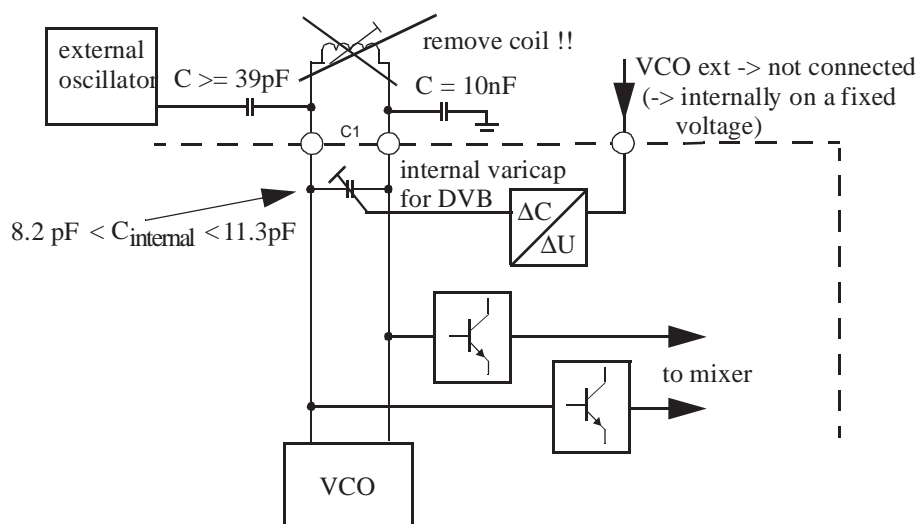 external
oscillator
C >= 39pF
remove coil !!
C = 10nF
VCO ext -> not connected
(-> internally on a fixed
voltage)
C1
internal varicap
for DVB
8.2 pF < Cinternal <11.3pF
ΔC
ΔU
to mixer
VCO